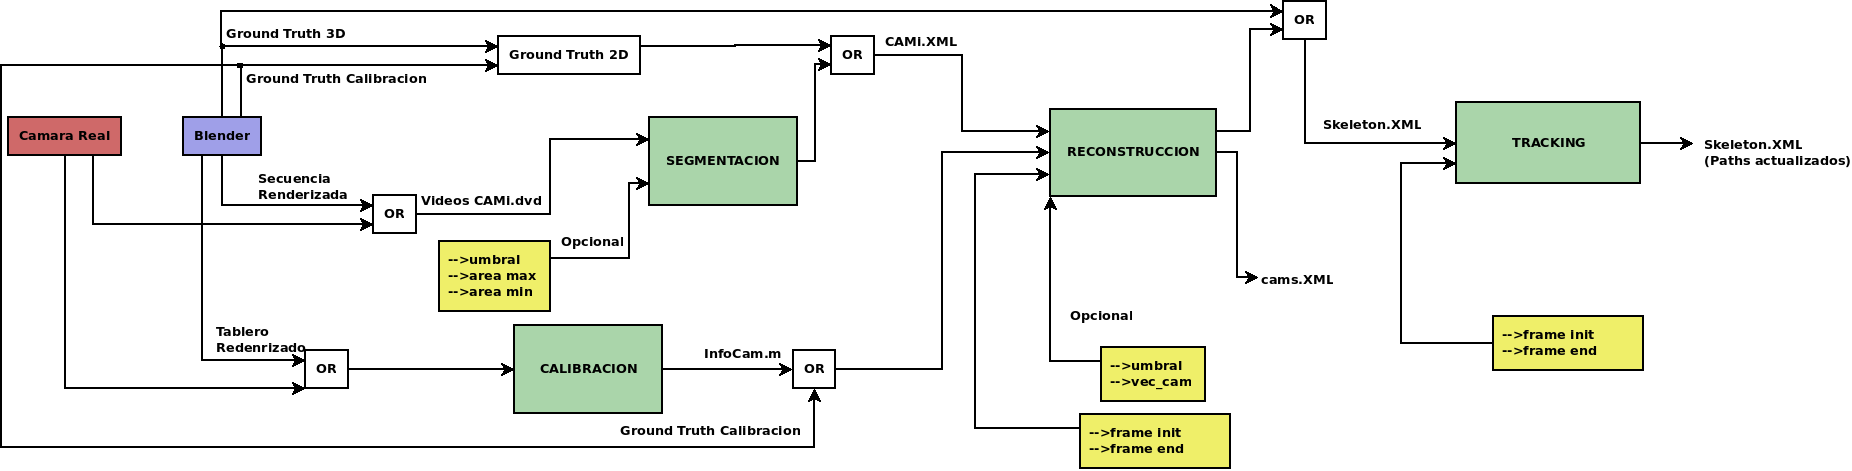 OR
Ground Truth 3D
Ground Truth 2D
OR
CAMi.XML
Ground Truth Calibracion
Camara Real
Blender
SEGMENTACION
RECONSTRUCCION
Skeleton.XML
TRACKING
Skeleton.XML
(Paths actualizados)
Secuencia
Renderizada
OR
Videos CAMi.dvd
Opcional
-->umbral
-->area max
-->area min
cams.XML
Opcional
Tablero
Redenrizado
OR
CALIBRACION
InfoCam.m
OR
-->umbral
-->vec_cam
-->frame init
-->frame end
Ground Truth Calibracion
-->frame init
-->frame end